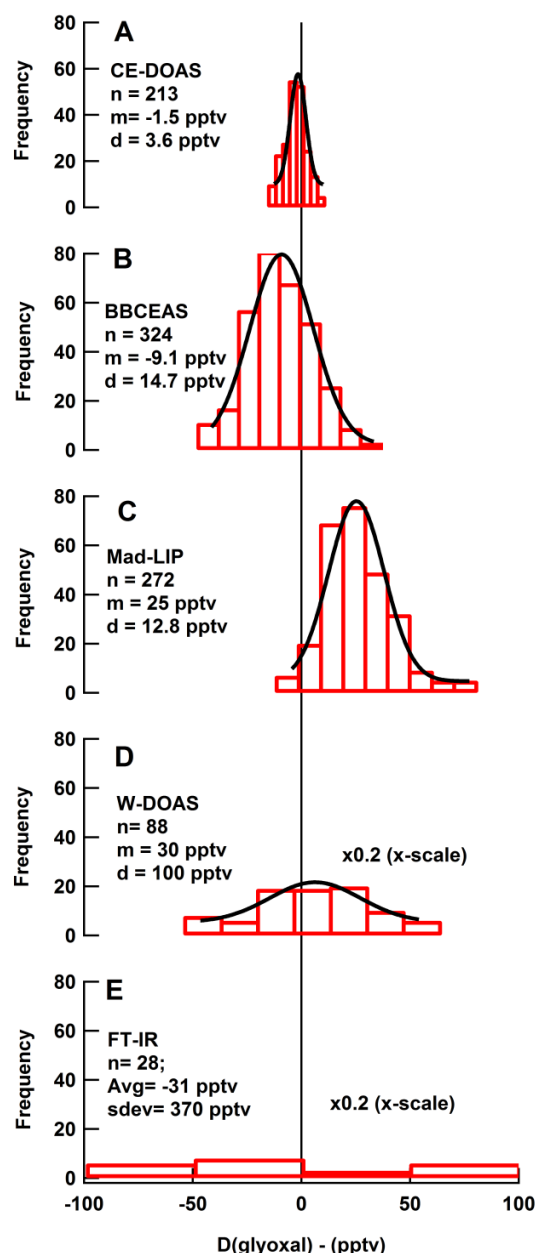 A
80
60
40
20
0
Frequency
CE-DOAS
n = 213
m= -1.5 pptv
d = 3.6 pptv
B
80
60
40
20
0
Frequency
BBCEAS
n = 324
m = -9.1 pptv
d = 14.7 pptv
C
80
60
40
20
0
Frequency
Mad-LIP
n = 272
m = 25 pptv
d = 12.8 pptv
D
80
60
40
20
0
Frequency
W-DOAS
n= 88
m = 30 pptv
d = 100 pptv
x0.2 (x-scale)
E
80
60
40
20
0
Frequency
FT-IR
n= 28;
Avg= -31 pptv
sdev= 370 pptv
x0.2 (x-scale)
-100 -50 0 50 100
D(glyoxal) - (pptv)